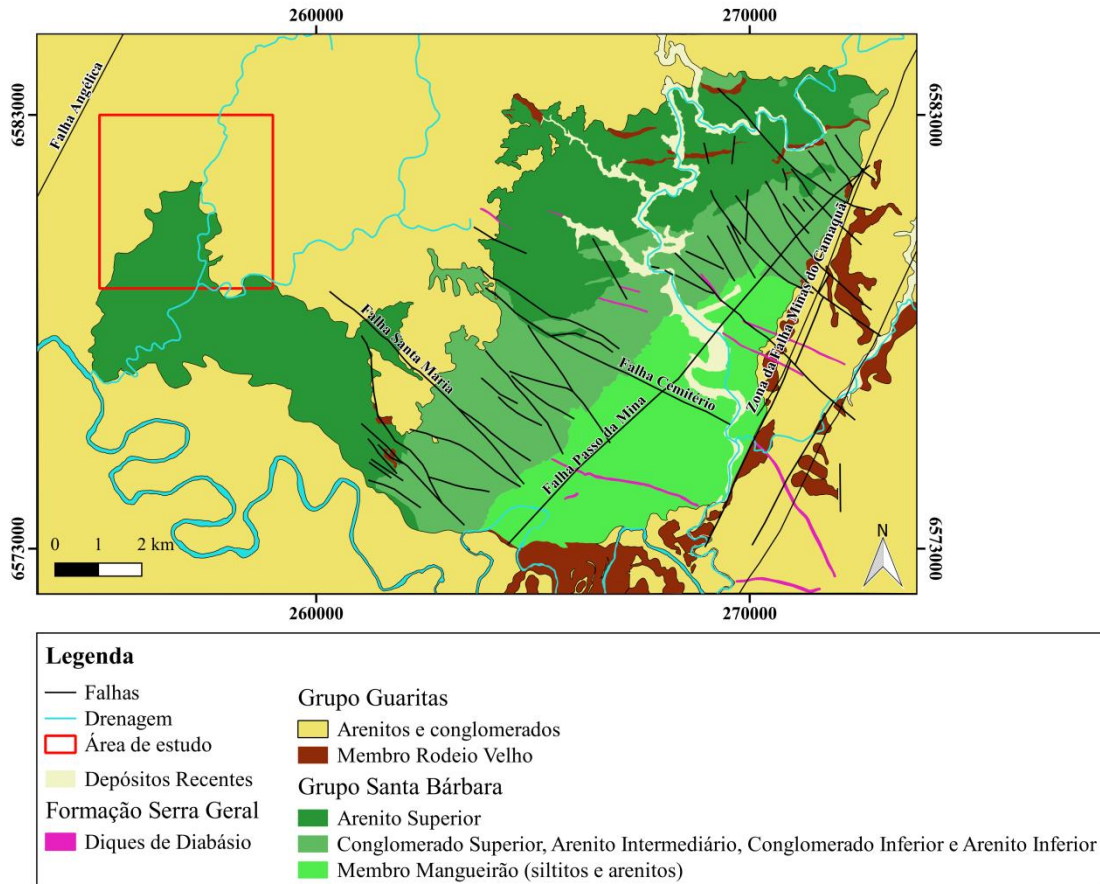 260000
270000
6583000
6583000
Falha Angélica
Falha Santa Maria
Falha Cemitério
Falha Passo da Mina
Zona da Falha Minas do Camaquã
6573000
6573000
0 1 2 km
N
260000
270000
Legenda
Falhas
Drenagem
Área de estudo
Depósitos Recentes
Formação Serra Geral
Diques de Diabásio
Grupo Guaritas
Arenitos e conglomerados
Membro Rodeio Velho
Grupo Santa Bárbara
Arenito Superior
Conglomerado Superior, Arenito Intermediário, Conglomerado Inferior e Arenito Inferior
Membro Mangueirão (siltitos e arenitos)